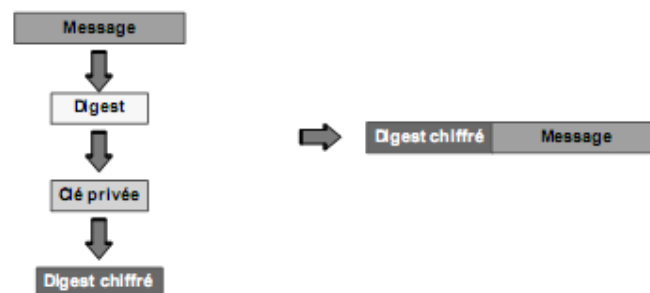 Message
Digest
Clé privée
Digest chiffré
Digest chiffré Message